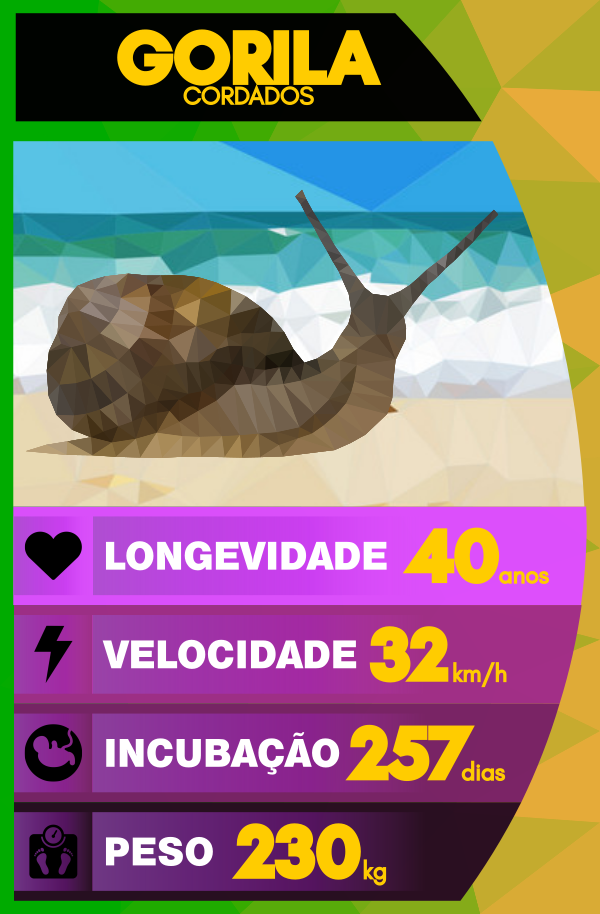 GORILA
CORDADOS
LONGEVIDADE 40 anos
VELOCIDADE 32 km/h
INCUBAÇÃO 257 dias
PESO 230 kg